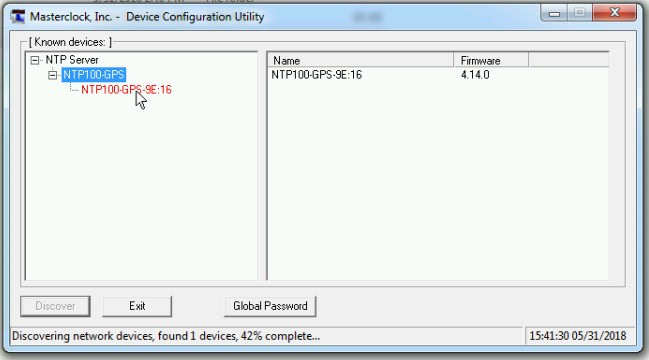 Masterclock, Inc. - Device Configuration Utility
[ Known devices: ]
NTP Server
NTP100-GPS
NTP100-GPS-9E:16
Name Firmware
NTP100-GPS-9E:16 4.14.0
Discover Exit Global Password
Discovering network devices, found 1 devices, 42% complete... 15:41:30 05/31/2018